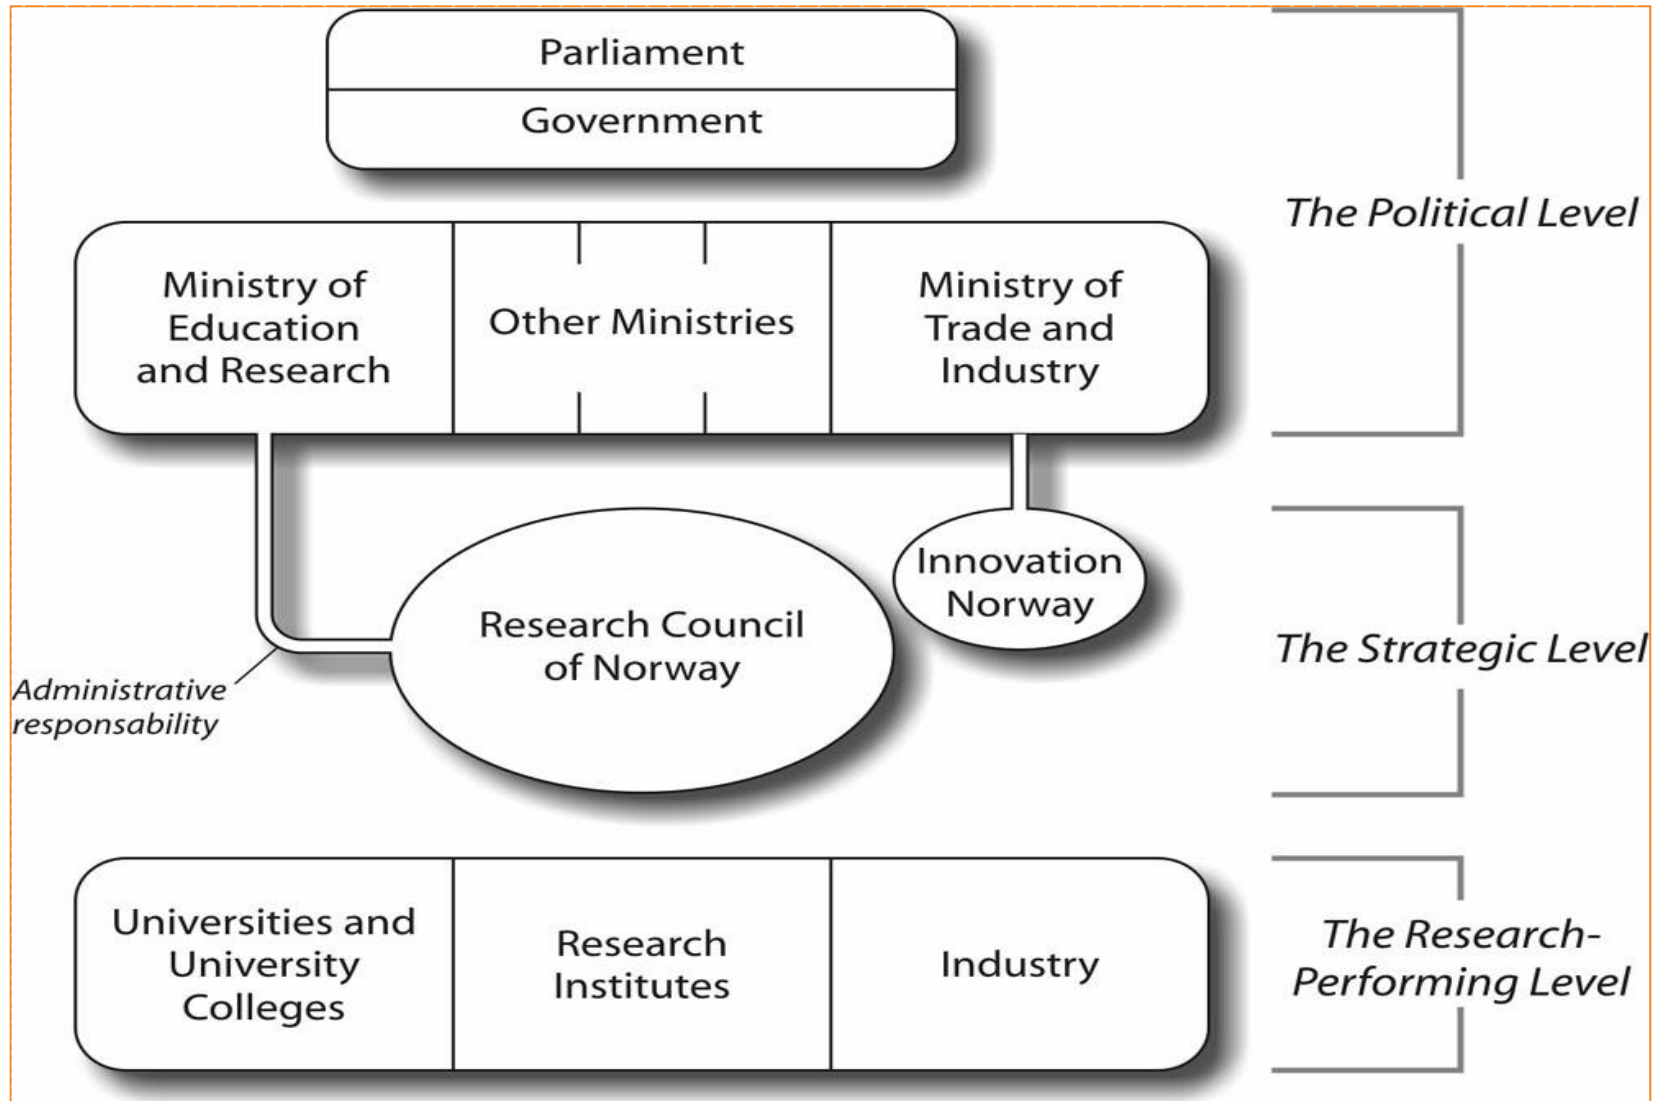 Parliament
Government
The Political Level
Ministry of
Education
and Research
Other Ministries
Ministry of
Trade and
Industry
Innovation
Norway
Research Council
of Norway
The Strategic Level
Administrative
responsability
Universities and
University
Colleges
Research
Institutes
Industry
The Research-
Performing Level